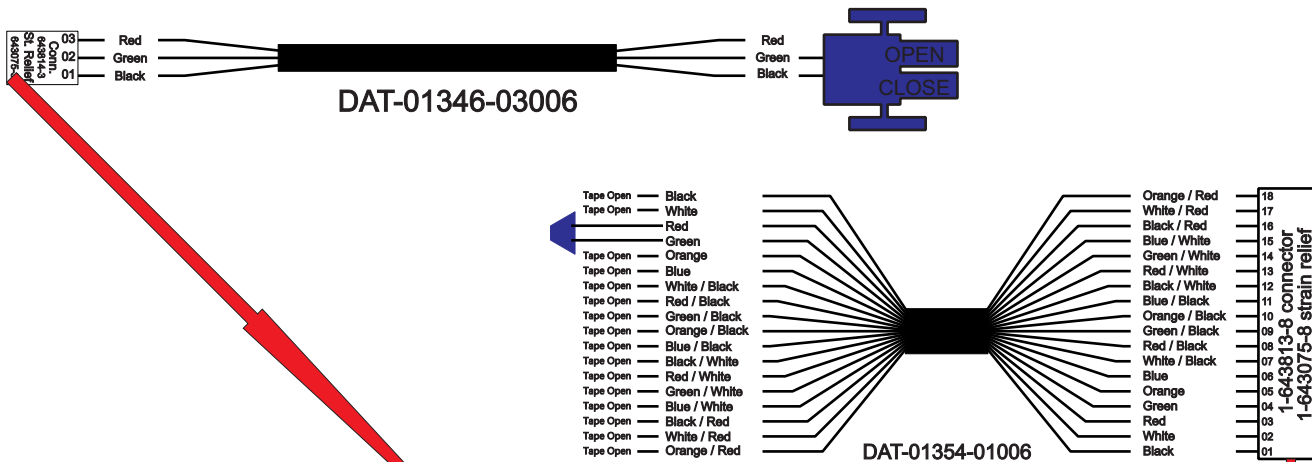 Conn.
643814-3
St. Relief
643075-3
03 Red
02 Green
01 Black
Red
Green
Black
OPEN
CLOSE
DAT-01346-03006
Tape Open Black
Tape Open White
Red
Green
Tape Open Orange
Tape Open Blue
Tape Open White / Black
Tape Open Red / Black
Tape Open Green / Black
Tape Open Orange / Black
Tape Open Blue / Black
Tape Open Black / White
Tape Open Red / White
Tape Open Green / White
Tape Open Blue / White
Tape Open Black / Red
Tape Open White / Red
Tape Open Orange / Red
DAT-01354-01006
Orange / Red 18
White / Red 17
Black / Red 16
Blue / White 15
Green / White 14
Red / White 13
Black / White 12
Blue / Black 11
Orange / Black 10
Green / Black 09
Red / Black 08
White / Black 07
Blue 06
Orange 05
Green 04
Red 03
White 02
Black 01
1-643813-8 connector
1-643075-8 strain relief